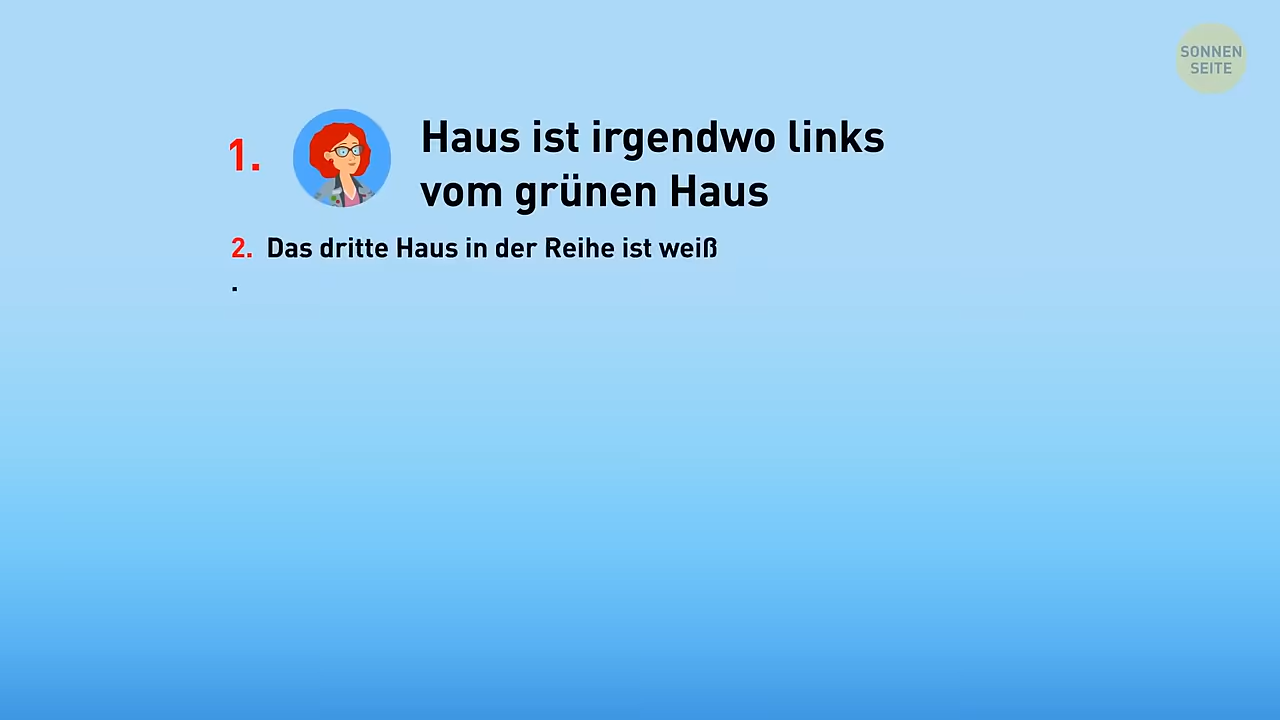 SONNEN
SEITE
1. Haus ist irgendwo links
vom grünen Haus
2. Das dritte Haus in der Reihe ist weiß
.